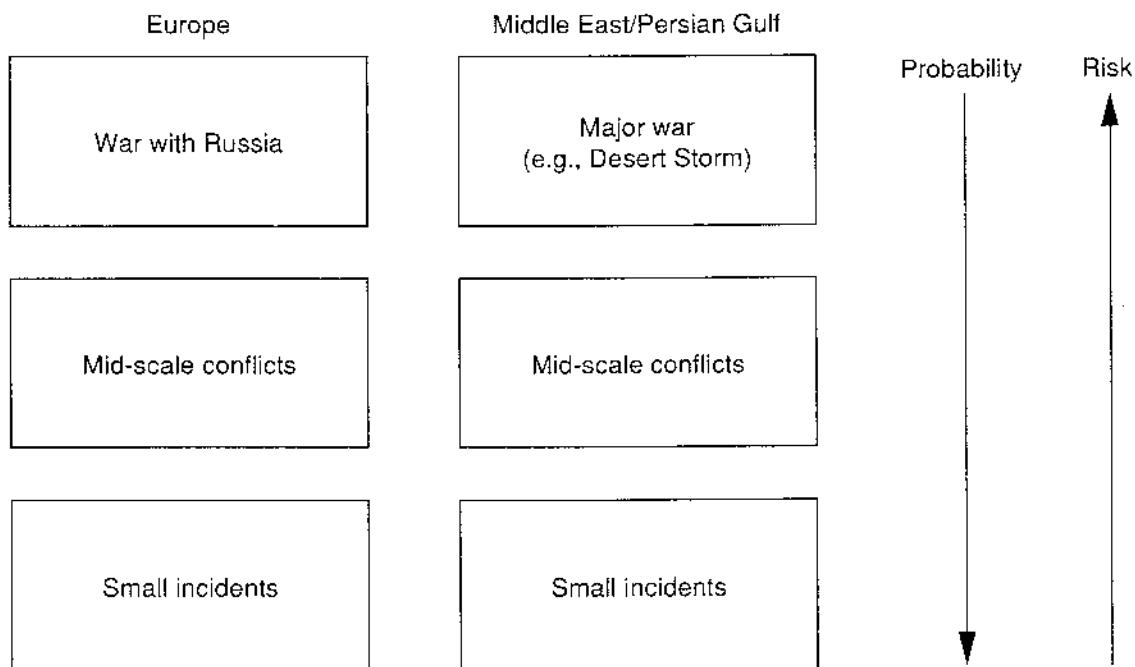 Europe
Middle East/Persian Gulf
Probability
Risk
War with Russia
Major war
(e.g., Desert Storm)
Mid-scale conflicts
Mid-scale conflicts
Small incidents
Small incidents